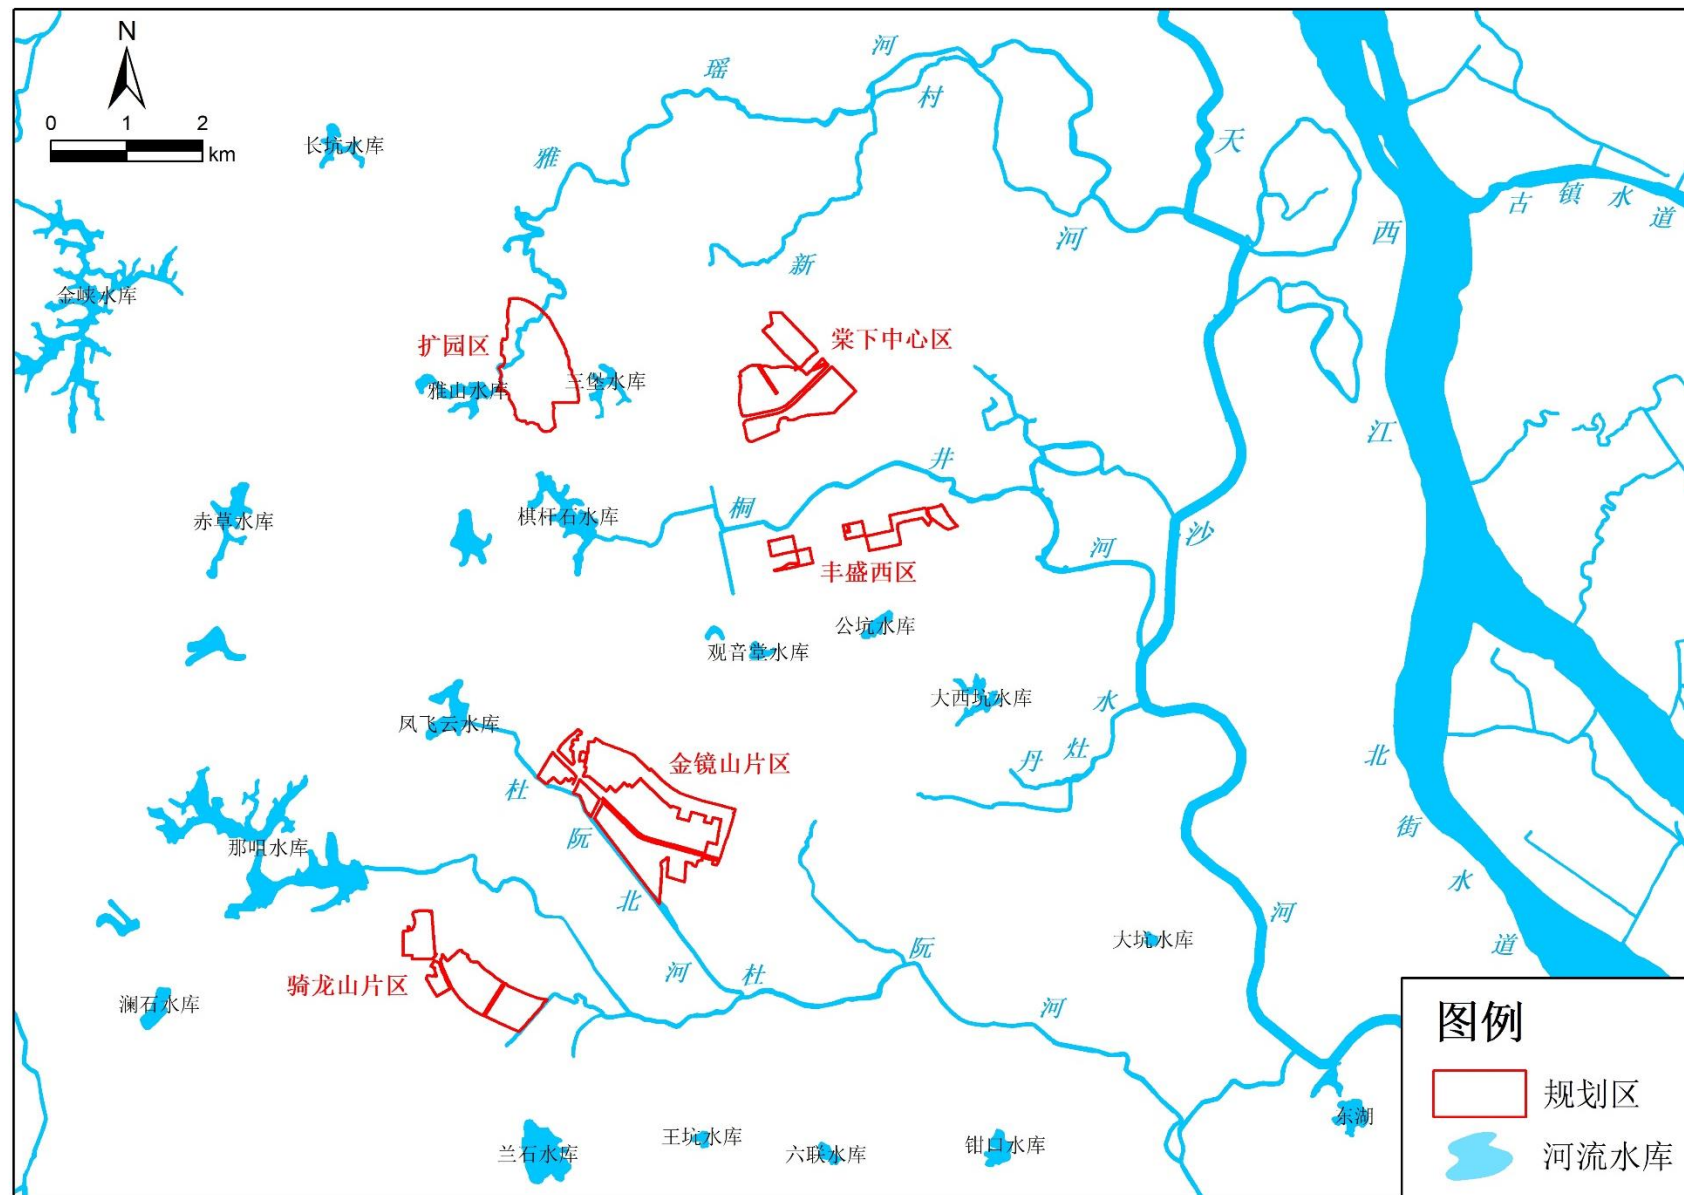 N
0 1 2
km
长坑水库
金峡水库
雅瑶河
新村河
天沙河
西江
古镇水道
扩园区
棠下中心区
雅山水库
三堡水库
赤草水库
棋杆石水库
桐井河
丰盛西区
公坑水库
观音堂水库
大西坑水库
凤飞云水库
丹灶水
金镜山片区
杜阮北河
北街水道
那咀水库
骑龙山片区
澜石水库
杜阮河
大坑水库
兰石水库
王坑水库
六联水库
钳口水库
东湖
图例
规划区
河流水库